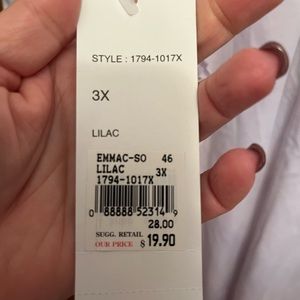 STYLE : 1794-1017X
3X
LILAC
EMMAC-SO 46
LILAC 3X
1794-1017X
0 88888 52314 9
28.00
SUGG. RETAIL
OUR PRICE $ 19.90